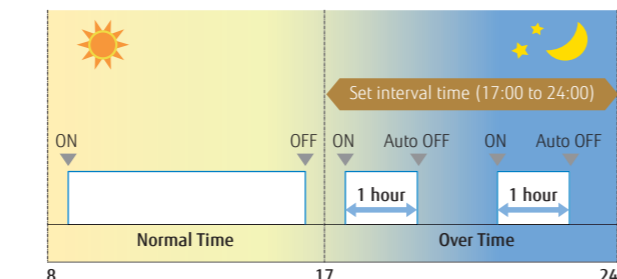 Set interval time (17:00 to 24:00)
ON OFF ON Auto OFF ON Auto OFF
1 hour 1 hour
Normal Time Over Time
8 17 24